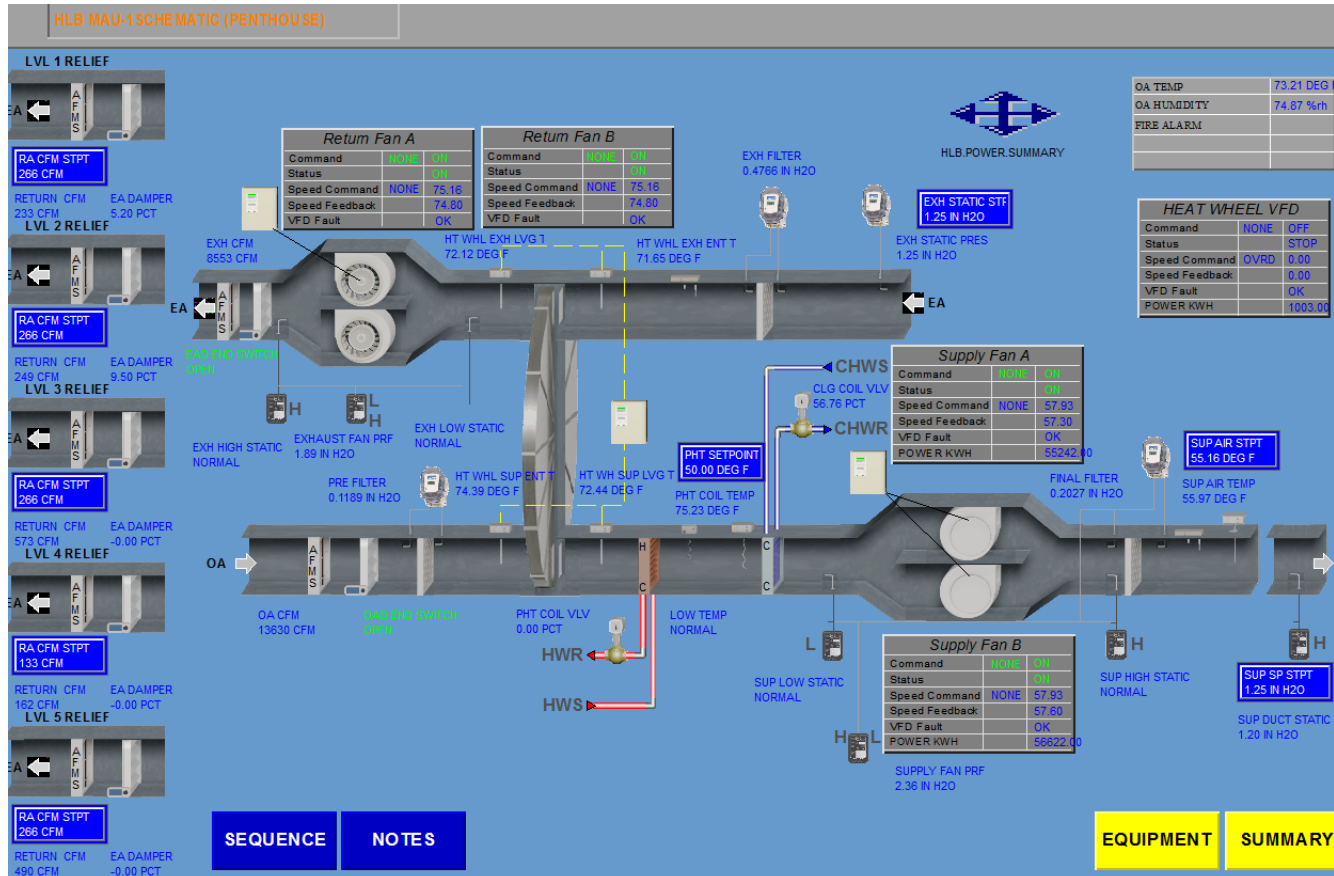 HLB MAU-1 SCHEMATIC (PENTHOUSE)
LVL 1 RELIEF
AFMS
EA
RA CFM STPT
266 CFM
RETURN CFM
233 CFM
EA DAMPER
5.20 PCT
LVL 2 RELIEF
AFMS
EA
RA CFM STPT
266 CFM
RETURN CFM
249 CFM
EA DAMPER
9.50 PCT
LVL 3 RELIEF
AFMS
EA
RA CFM STPT
266 CFM
RETURN CFM
573 CFM
EA DAMPER
-0.00 PCT
LVL 4 RELIEF
AFMS
EA
RA CFM STPT
133 CFM
RETURN CFM
162 CFM
EA DAMPER
-0.00 PCT
LVL 5 RELIEF
AFMS
EA
RA CFM STPT
266 CFM
RETURN CFM
490 CFM
EA DAMPER
-0.00 PCT
Return Fan A
Command NONE ON
Status ON
Speed Command NONE 75.16
Speed Feedback 74.80
VFD Fault OK
Return Fan B
Command NONE ON
Status ON
Speed Command NONE 75.16
Speed Feedback 74.80
VFD Fault OK
EXH FILTER
0.4766 IN H2O
HLB.POWER.SUMMARY
OA TEMP 73.21 DEG
OA HUMIDITY 74.87 %rh
FIRE ALARM
EXH STATIC STP
1.25 IN H2O
EXH STATIC PRES
1.25 IN H2O
HEAT WHEEL VFD
Command NONE OFF
Status STOP
Speed Command OVRD 0.00
Speed Feedback 0.00
VFD Fault OK
POWER KWH 1003.00
EXH CFM
8553 CFM
HT WHL EXH LVG T
72.12 DEG F
HT WHL EXH ENT T
71.65 DEG F
EA
AFMS
EA
EAD END SWITCH
OPEN
H
L
H
EXH HIGH STATIC
NORMAL
EXHAUST FAN PRF
1.89 IN H2O
EXH LOW STATIC
NORMAL
CHWS
CLG COIL VLV
56.76 PCT
CHWR
Supply Fan A
Command NONE ON
Status ON
Speed Command NONE 57.93
Speed Feedback 57.30
VFD Fault OK
POWER KWH 55242.00
PRE FILTER
0.1189 IN H2O
HT WHL SUP ENT T
74.39 DEG F
HT WH SUP LVG T
72.44 DEG F
PHT SETPOINT
50.00 DEG F
PHT COIL TEMP
75.23 DEG F
FINAL FILTER
0.2027 IN H2O
SUP AIR STPT
55.16 DEG F
SUP AIR TEMP
55.97 DEG F
OA
AFMS
H
C
C
C
OA CFM
13630 CFM
OAD END SWITCH
OPEN
PHT COIL VLV
0.00 PCT
LOW TEMP
NORMAL
HWR
HWS
L
SUP LOW STATIC
NORMAL
H
L
SUPPLY FAN PRF
2.36 IN H2O
Supply Fan B
Command NONE ON
Status ON
Speed Command NONE 57.93
Speed Feedback 57.60
VFD Fault OK
POWER KWH 56622.00
H
SUP HIGH STATIC
NORMAL
H
SUP SP STPT
1.25 IN H2O
SUP DUCT STATIC
1.20 IN H2O
SEQUENCE
NOTES
EQUIPMENT
SUMMARY